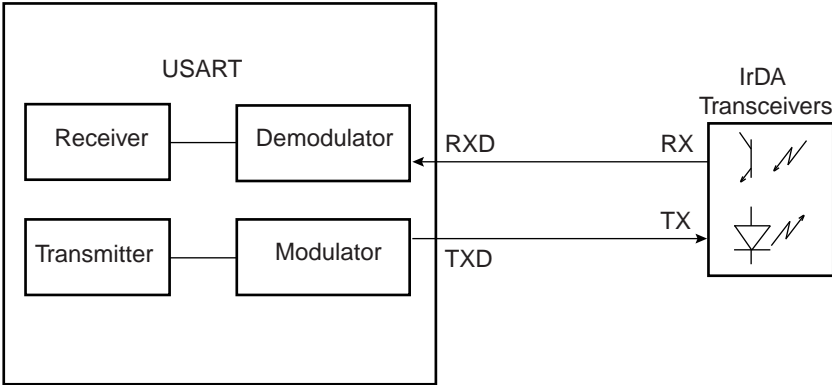 USART
IrDA
Transceivers
Receiver
Demodulator
RXD
RX
Transmitter
Modulator
TXD
TX